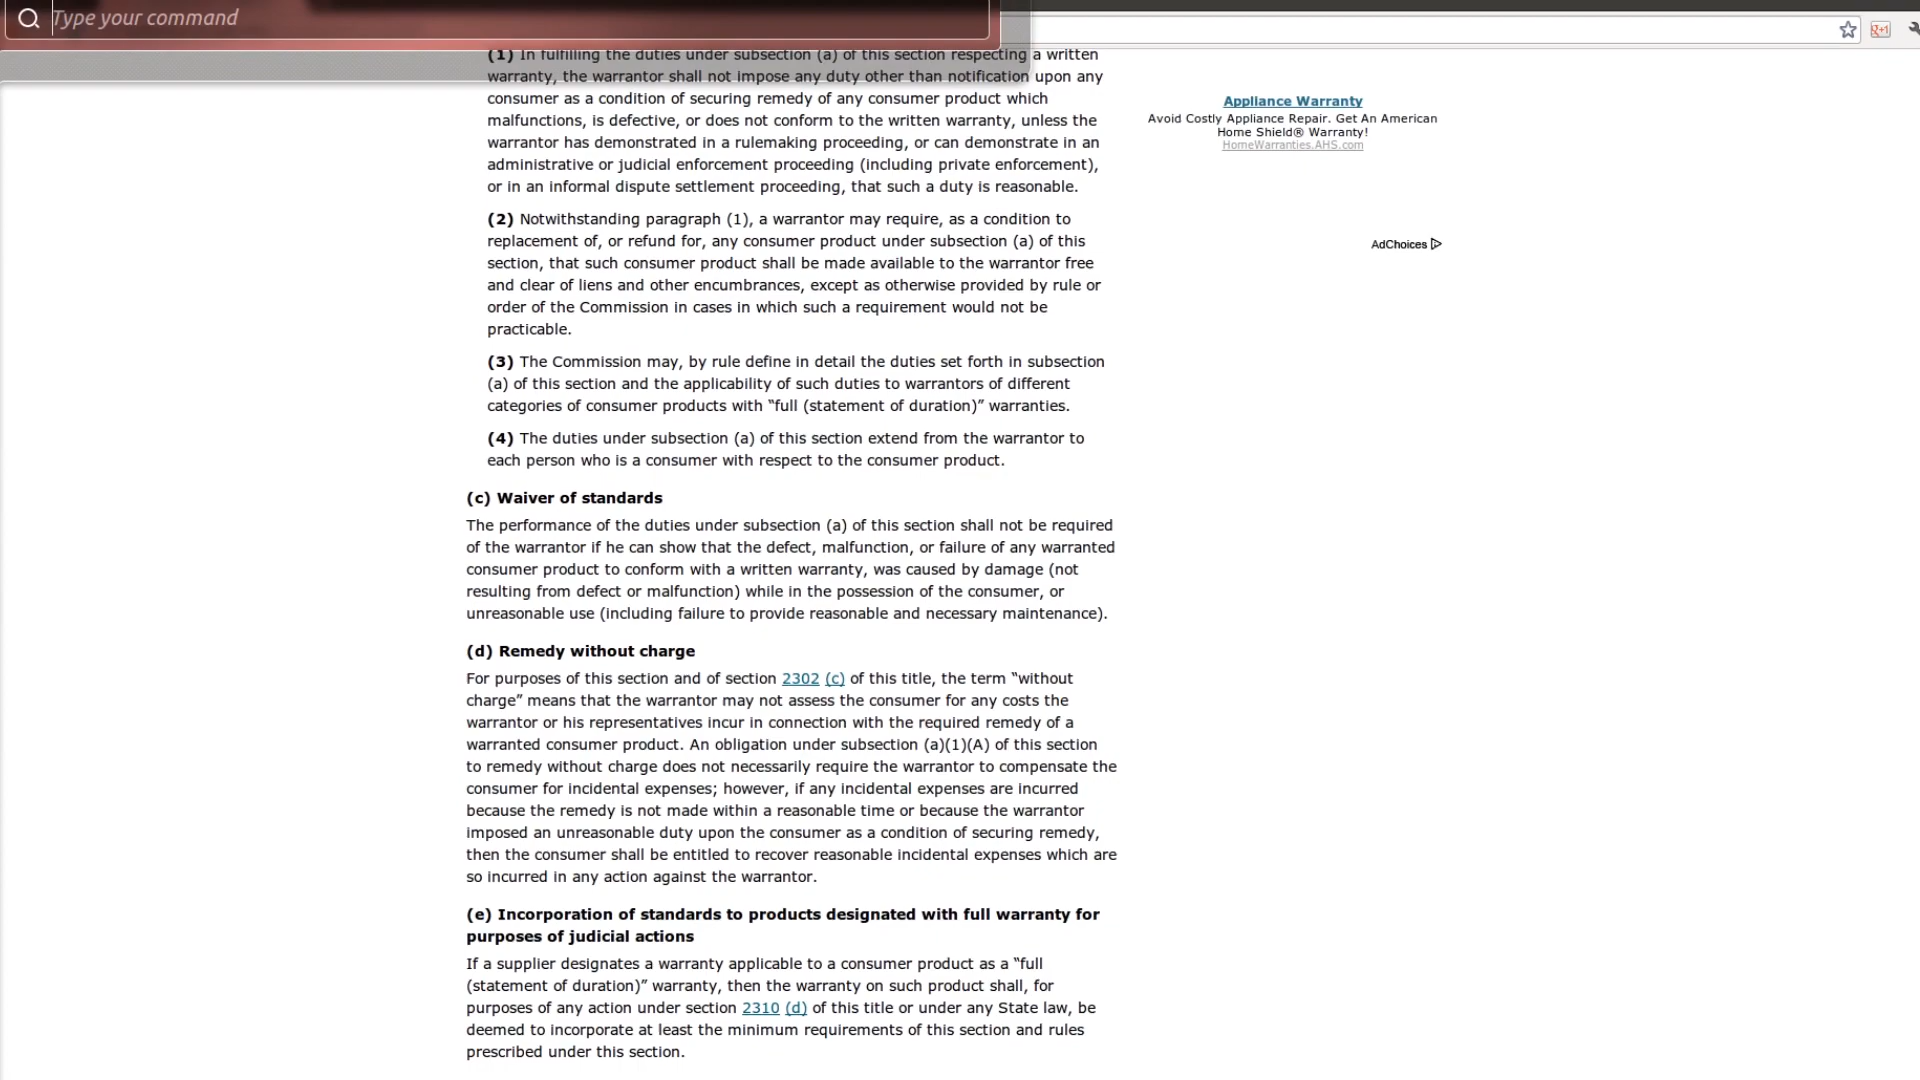 Type your command
(1) In fulfilling the duties under subsection (a) of this section respecting a written
warranty, the warrantor shall not impose any duty other than notification upon any
consumer as a condition of securing remedy of any consumer product which
malfunctions, is defective, or does not conform to the written warranty, unless the
warrantor has demonstrated in a rulemaking proceeding, or can demonstrate in an
administrative or judicial enforcement proceeding (including private enforcement),
or in an informal dispute settlement proceeding, that such a duty is reasonable.
(2) Notwithstanding paragraph (1), a warrantor may require, as a condition to
replacement of, or refund for, any consumer product under subsection (a) of this
section, that such consumer product shall be made available to the warrantor free
and clear of liens and other encumbrances, except as otherwise provided by rule or
order of the Commission in cases in which such a requirement would not be
practicable.
(3) The Commission may, by rule define in detail the duties set forth in subsection
(a) of this section and the applicability of such duties to warrantors of different
categories of consumer products with “full (statement of duration)” warranties.
(4) The duties under subsection (a) of this section extend from the warrantor to
each person who is a consumer with respect to the consumer product.
(c) Waiver of standards
The performance of the duties under subsection (a) of this section shall not be required
of the warrantor if he can show that the defect, malfunction, or failure of any warranted
consumer product to conform with a written warranty, was caused by damage (not
resulting from defect or malfunction) while in the possession of the consumer, or
unreasonable use (including failure to provide reasonable and necessary maintenance).
(d) Remedy without charge
For purposes of this section and of section 2302 (c) of this title, the term “without
charge” means that the warrantor may not assess the consumer for any costs the
warrantor or his representatives incur in connection with the required remedy of a
warranted consumer product. An obligation under subsection (a)(1)(A) of this section
to remedy without charge does not necessarily require the warrantor to compensate the
consumer for incidental expenses; however, if any incidental expenses are incurred
because the remedy is not made within a reasonable time or because the warrantor
imposed an unreasonable duty upon the consumer as a condition of securing remedy,
then the consumer shall be entitled to recover reasonable incidental expenses which are
so incurred in any action against the warrantor.
(e) Incorporation of standards to products designated with full warranty for
purposes of judicial actions
If a supplier designates a warranty applicable to a consumer product as a “full
(statement of duration)” warranty, then the warranty on such product shall, for
purposes of any action under section 2310 (d) of this title or under any State law, be
deemed to incorporate at least the minimum requirements of this section and rules
prescribed under this section.
Appliance Warranty
Avoid Costly Appliance Repair. Get An American
Home Shield® Warranty!
HomeWarranties.AHS.com
AdChoices
+1